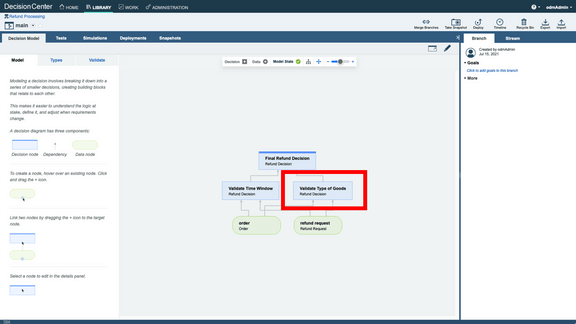 DecisionCenter HOME LIBRARY WORK ADMINISTRATION odmAdmin
Refund Processing
main
Merge Branches Take Snapshot Deploy Timeline Recycle Bin Export Import
Decision Model Tests Simulations Deployments Snapshots
Branch Stream
Model Types Validate
Decision Data Model State
Created by odmAdmin
Jul 15, 2021
Goals
Click to add goals to this branch
More
Modeling a decision involves breaking it down into a
series of smaller decisions, creating building blocks
that relate to each other.
This makes it easier to understand the logic at
stake, define it, and adjust when requirements
change.
A decision diagram has three components:
Decision node Dependency Data node
To create a node, hover over an existing node. Click
and drag the + icon.
Link two nodes by dragging the + icon to the target
node.
Select a node to edit in the details panel.
Final Refund Decision
Refund Decision
Validate Time Window
Refund Decision
Validate Type of Goods
Refund Decision
order
Order
refund request
Refund Request